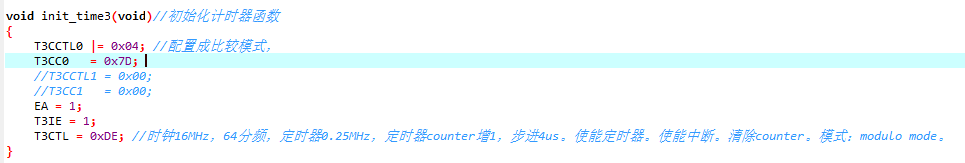 void init_time3(void)//初始化计时器函数
{
T3CCTL0 |= 0x04; //配置成比较模式,
T3CC0 = 0x7D;
//T3CCTL1 = 0x00;
//T3CC1 = 0x00;
EA = 1;
T3IE = 1;
T3CTL = 0xDE; //时钟16MHz, 64分频, 定时器0.25MHz, 定时器counter增1, 步进4us。使能定时器。使能中断。清除counter。模式: modulo mode。
}